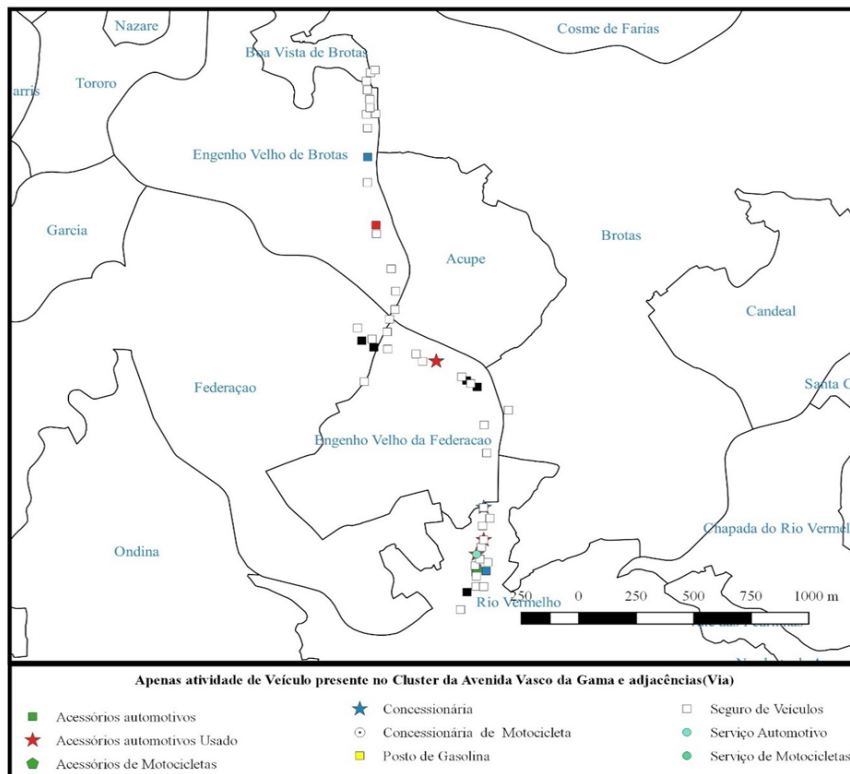 Nazare
Cosme de Farias
Boa Vista de Brotas
Tororo
arris
Engenho Velho de Brotas
Garcia
Brotas
Acupe
Candeal
Federaçao
Santa C
Engenho Velho da Federacao
Chapada do Rio Vermel
Ondina
250 0 250 500 750 1000 m
Rio Vermelho
Apenas atividade de Veículo presente no Cluster da Avenida Vasco da Gama e adjacências(Via)
Acessórios automotivos
Concessionária
Seguro de Veículos
Acessórios automotivos Usado
Concessionária de Motocicleta
Serviço Automotivo
Acessórios de Motocicletas
Posto de Gasolina
Serviço de Motocicletas